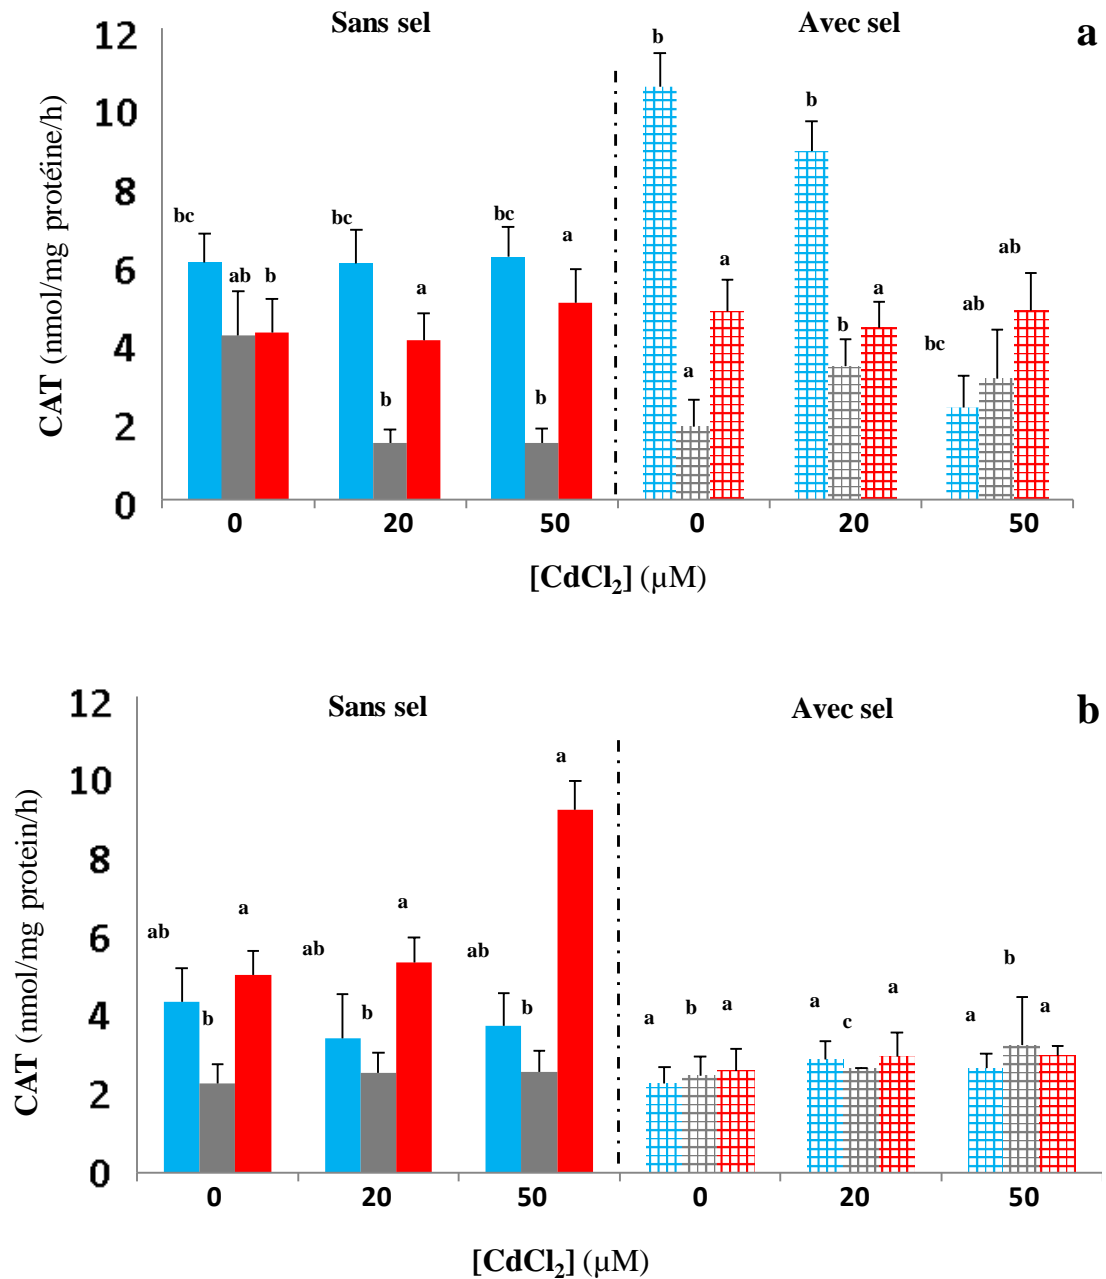 Sans sel
Avec sel
a
CAT (nmol/mg protéine/h)
12
10
8
6
4
2
0
bc
ab
b
bc
b
a
bc
b
a
b
a
a
b
b
a
bc
ab
ab
0
20
50
0
20
50
[CdCl₂] (µM)
Sans sel
Avec sel
b
CAT (nmol/mg protein/h)
12
10
8
6
4
2
0
ab
b
a
ab
b
a
ab
b
a
a
b
a
a
c
a
a
b
a
0
20
50
0
20
50
[CdCl₂] (µM)